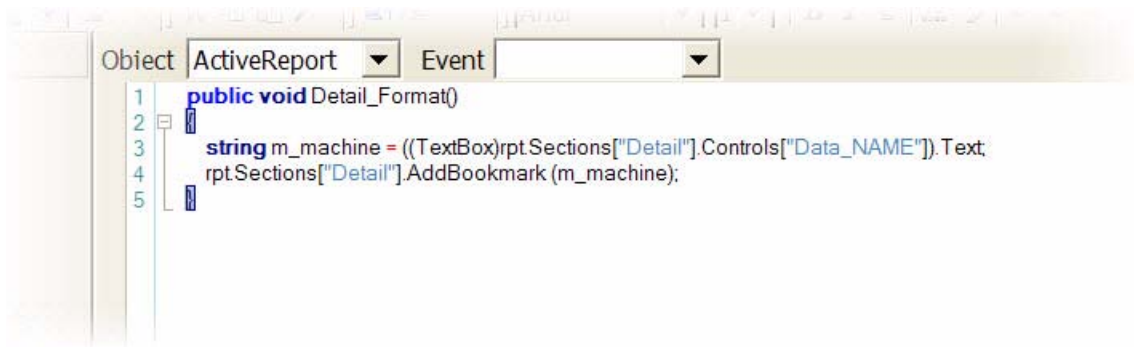 Object ActiveReport Event
1 public void Detail_Format()
2 {
3 string m_machine = ((TextBox)rpt.Sections["Detail"].Controls["Data_NAME"]).Text;
4 rpt.Sections["Detail"].AddBookmark (m_machine);
5 }